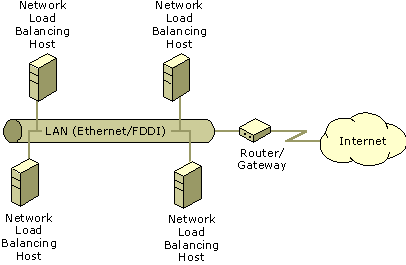 Network
Load
Balancing
Host
Network
Load
Balancing
Host
LAN (Ethernet/FDDI)
Router/
Gateway
Internet
Network
Load
Balancing
Host
Network
Load
Balancing
Host